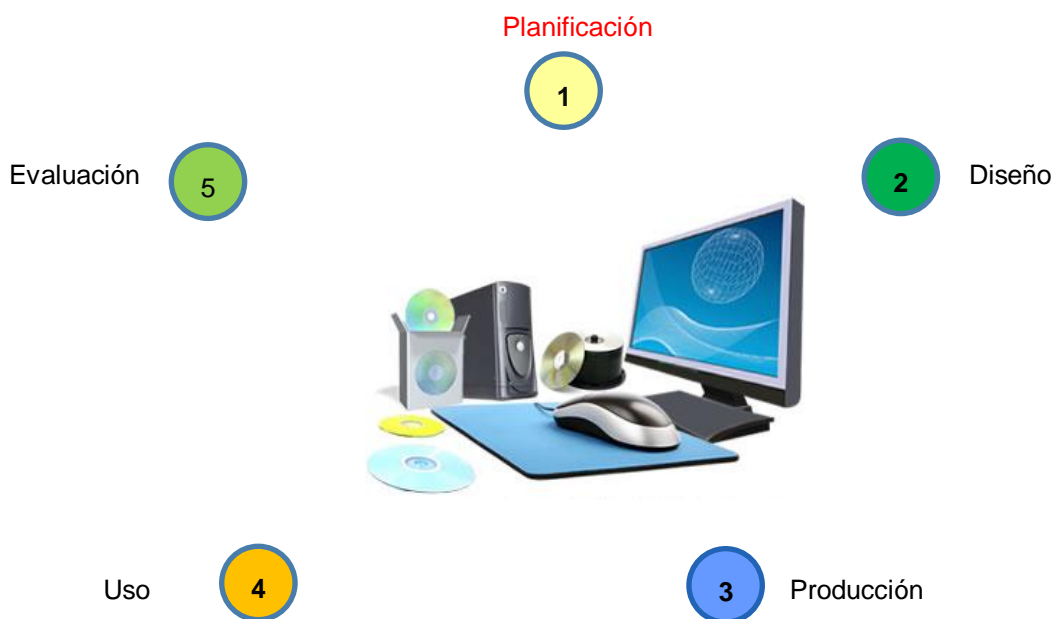 Planificación
1
Evaluación
5
2
Diseño
Uso
4
3
Producción